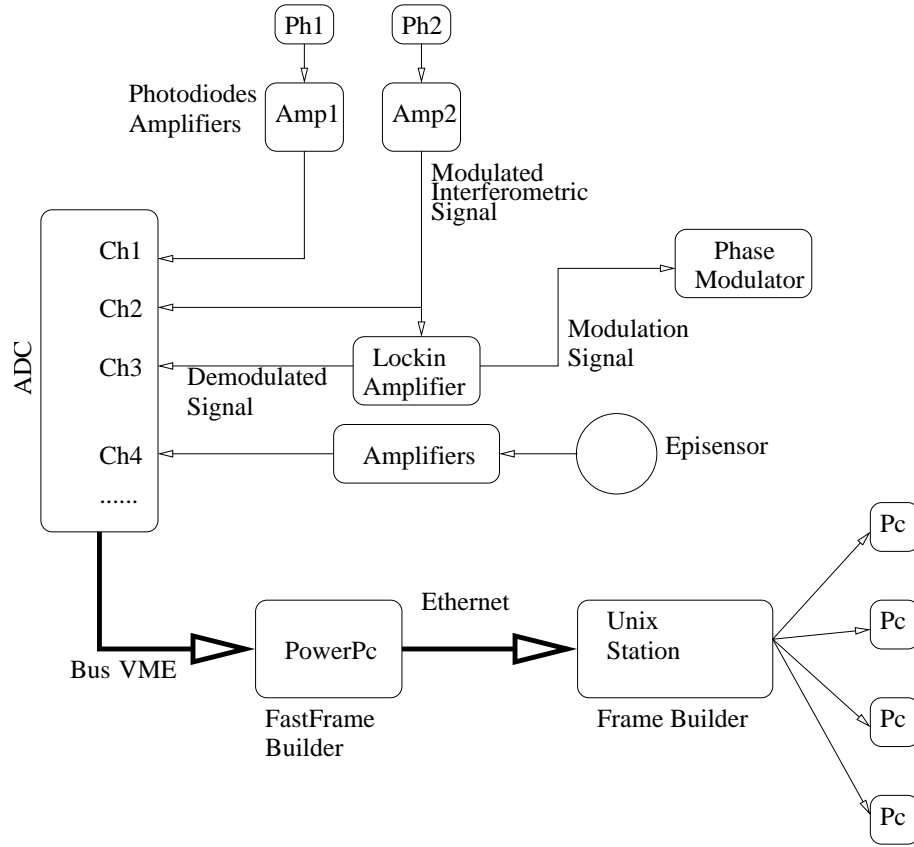 Ph1
Ph2
Photodiodes
Amplifiers
Amp1
Amp2
Modulated
Interferometric
Signal
ADC
Ch1
Ch2
Ch3
Ch4
......
Phase
Modulator
Modulation
Signal
Lockin
Amplifier
Demodulated
Signal
Amplifiers
Episensor
Bus VME
PowerPc
FastFrame
Builder
Ethernet
Unix
Station
Frame Builder
Pc
Pc
Pc
Pc